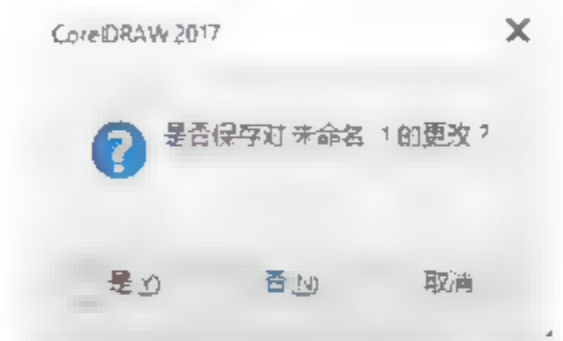 CorelDRAW 2017
是否保存对 未命名 -1 的更改？
是(Y) 否(N) 取消